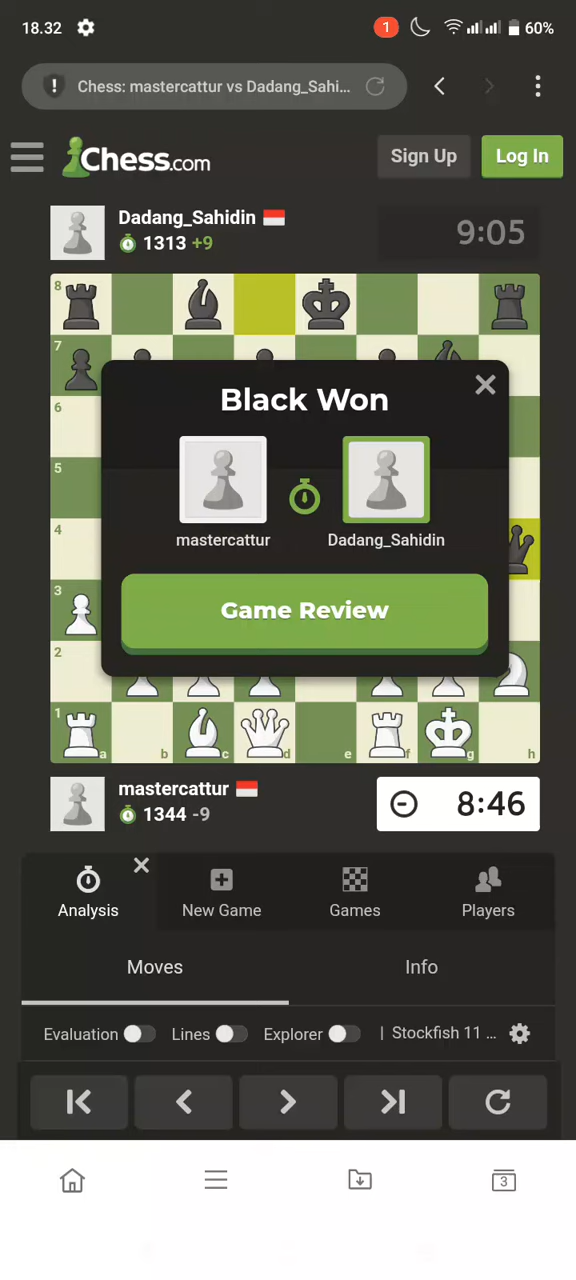 18.32
1
60%
Chess: mastercattur vs Dadang_Sahi...
Chess.com
Sign Up
Log In
Dadang_Sahidin
1313 +9
9:05
8
7
6
5
4
3
2
1
Black Won
mastercattur
Dadang_Sahidin
Game Review
a b c d e f g h
mastercattur
1344 -9
8:46
Analysis
New Game
Games
Players
Moves
Info
Evaluation
Lines
Explorer
| Stockfish 11 ...
3